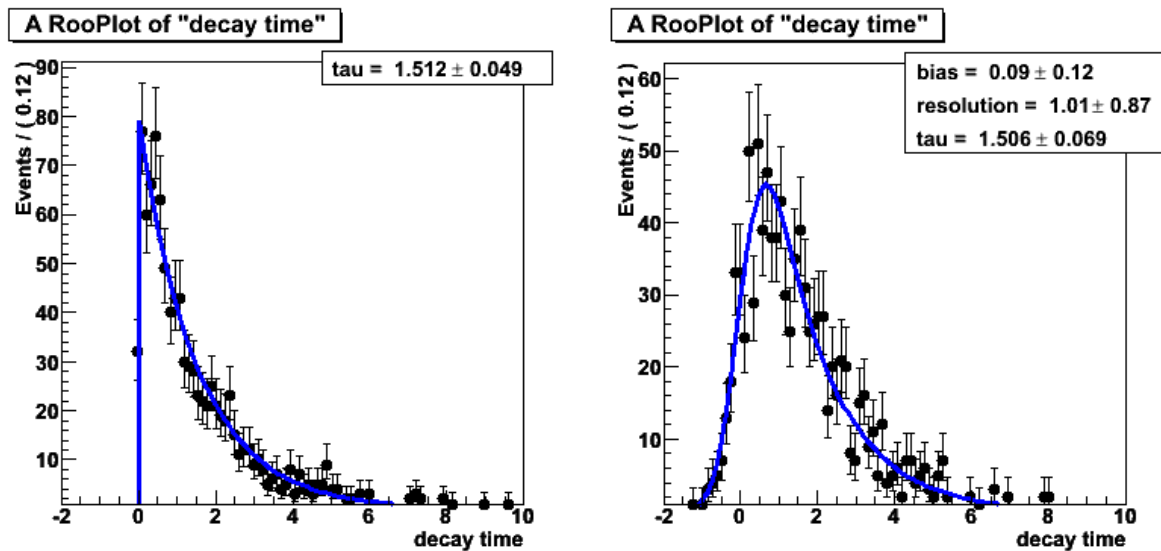 A RooPlot of "decay time"
tau = 1.512 ± 0.049
Events / ( 0.12 )
90
80
70
60
50
40
30
20
10
-2 0 2 4 6 8 10
decay time
A RooPlot of "decay time"
bias = 0.09 ± 0.12
resolution = 1.01 ± 0.87
tau = 1.506 ± 0.069
Events / ( 0.12 )
60
50
40
30
20
10
-2 0 2 4 6 8 10
decay time